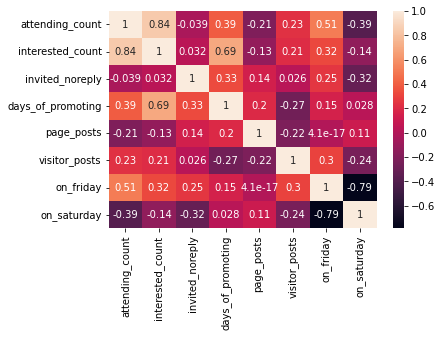 attending_count 1 0.84 -0.039 0.39 -0.21 0.23 0.51 -0.39
interested_count 0.84 1 0.032 0.69 -0.13 0.21 0.32 -0.14
invited_noreply -0.039 0.032 1 0.33 0.14 0.026 0.25 -0.32
days_of_promoting 0.39 0.69 0.33 1 0.2 -0.27 0.15 0.028
page_posts -0.21 -0.13 0.14 0.2 1 -0.22 4.1e-17 0.11
visitor_posts 0.23 0.21 0.026 -0.27 -0.22 1 0.3 -0.24
on_friday 0.51 0.32 0.25 0.15 4.1e-17 0.3 1 -0.79
on_saturday -0.39 -0.14 -0.32 0.028 0.11 -0.24 -0.79 1
attending_count
interested_count
invited_noreply
days_of_promoting
page_posts
visitor_posts
on_friday
on_saturday
1.0
0.8
0.6
0.4
0.2
0.0
−0.2
−0.4
−0.6